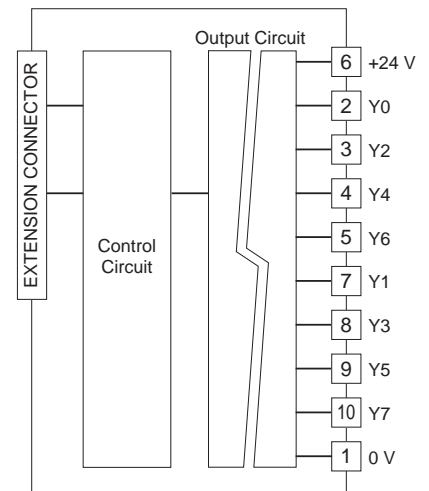 Output Circuit
EXTENSION CONNECTOR
Control
Circuit
6 +24 V
2 Y0
3 Y2
4 Y4
5 Y6
7 Y1
8 Y3
9 Y5
10 Y7
1 0 V